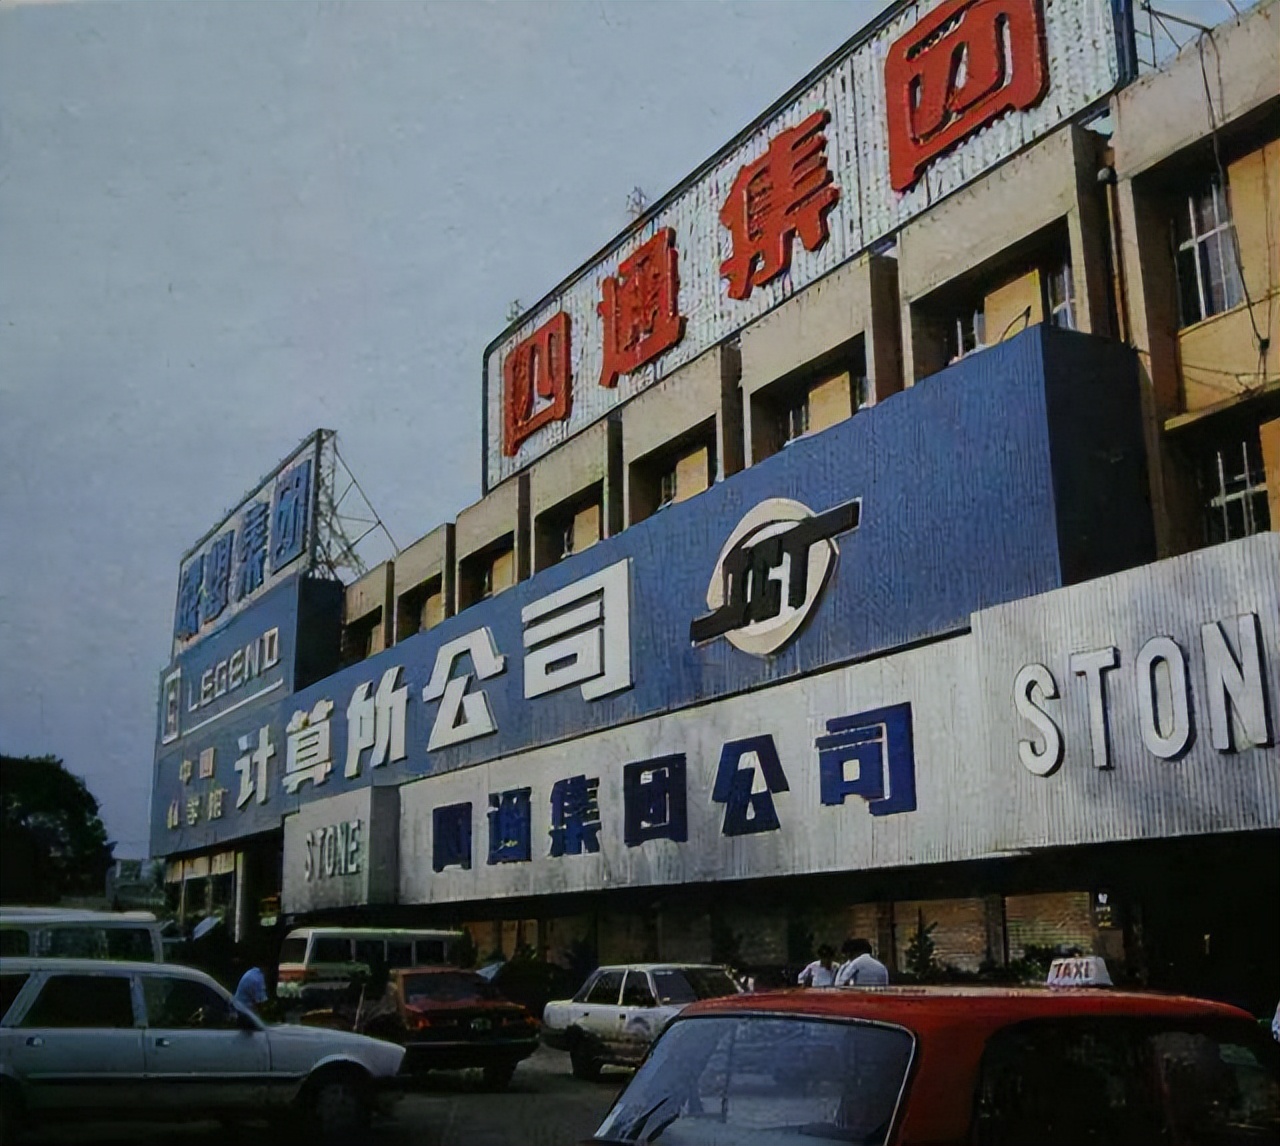 四通集团
联想集团
LEGEND
中国
科学院
计算所公司
ICT
STONE
四通集团公司
STON
TAXI